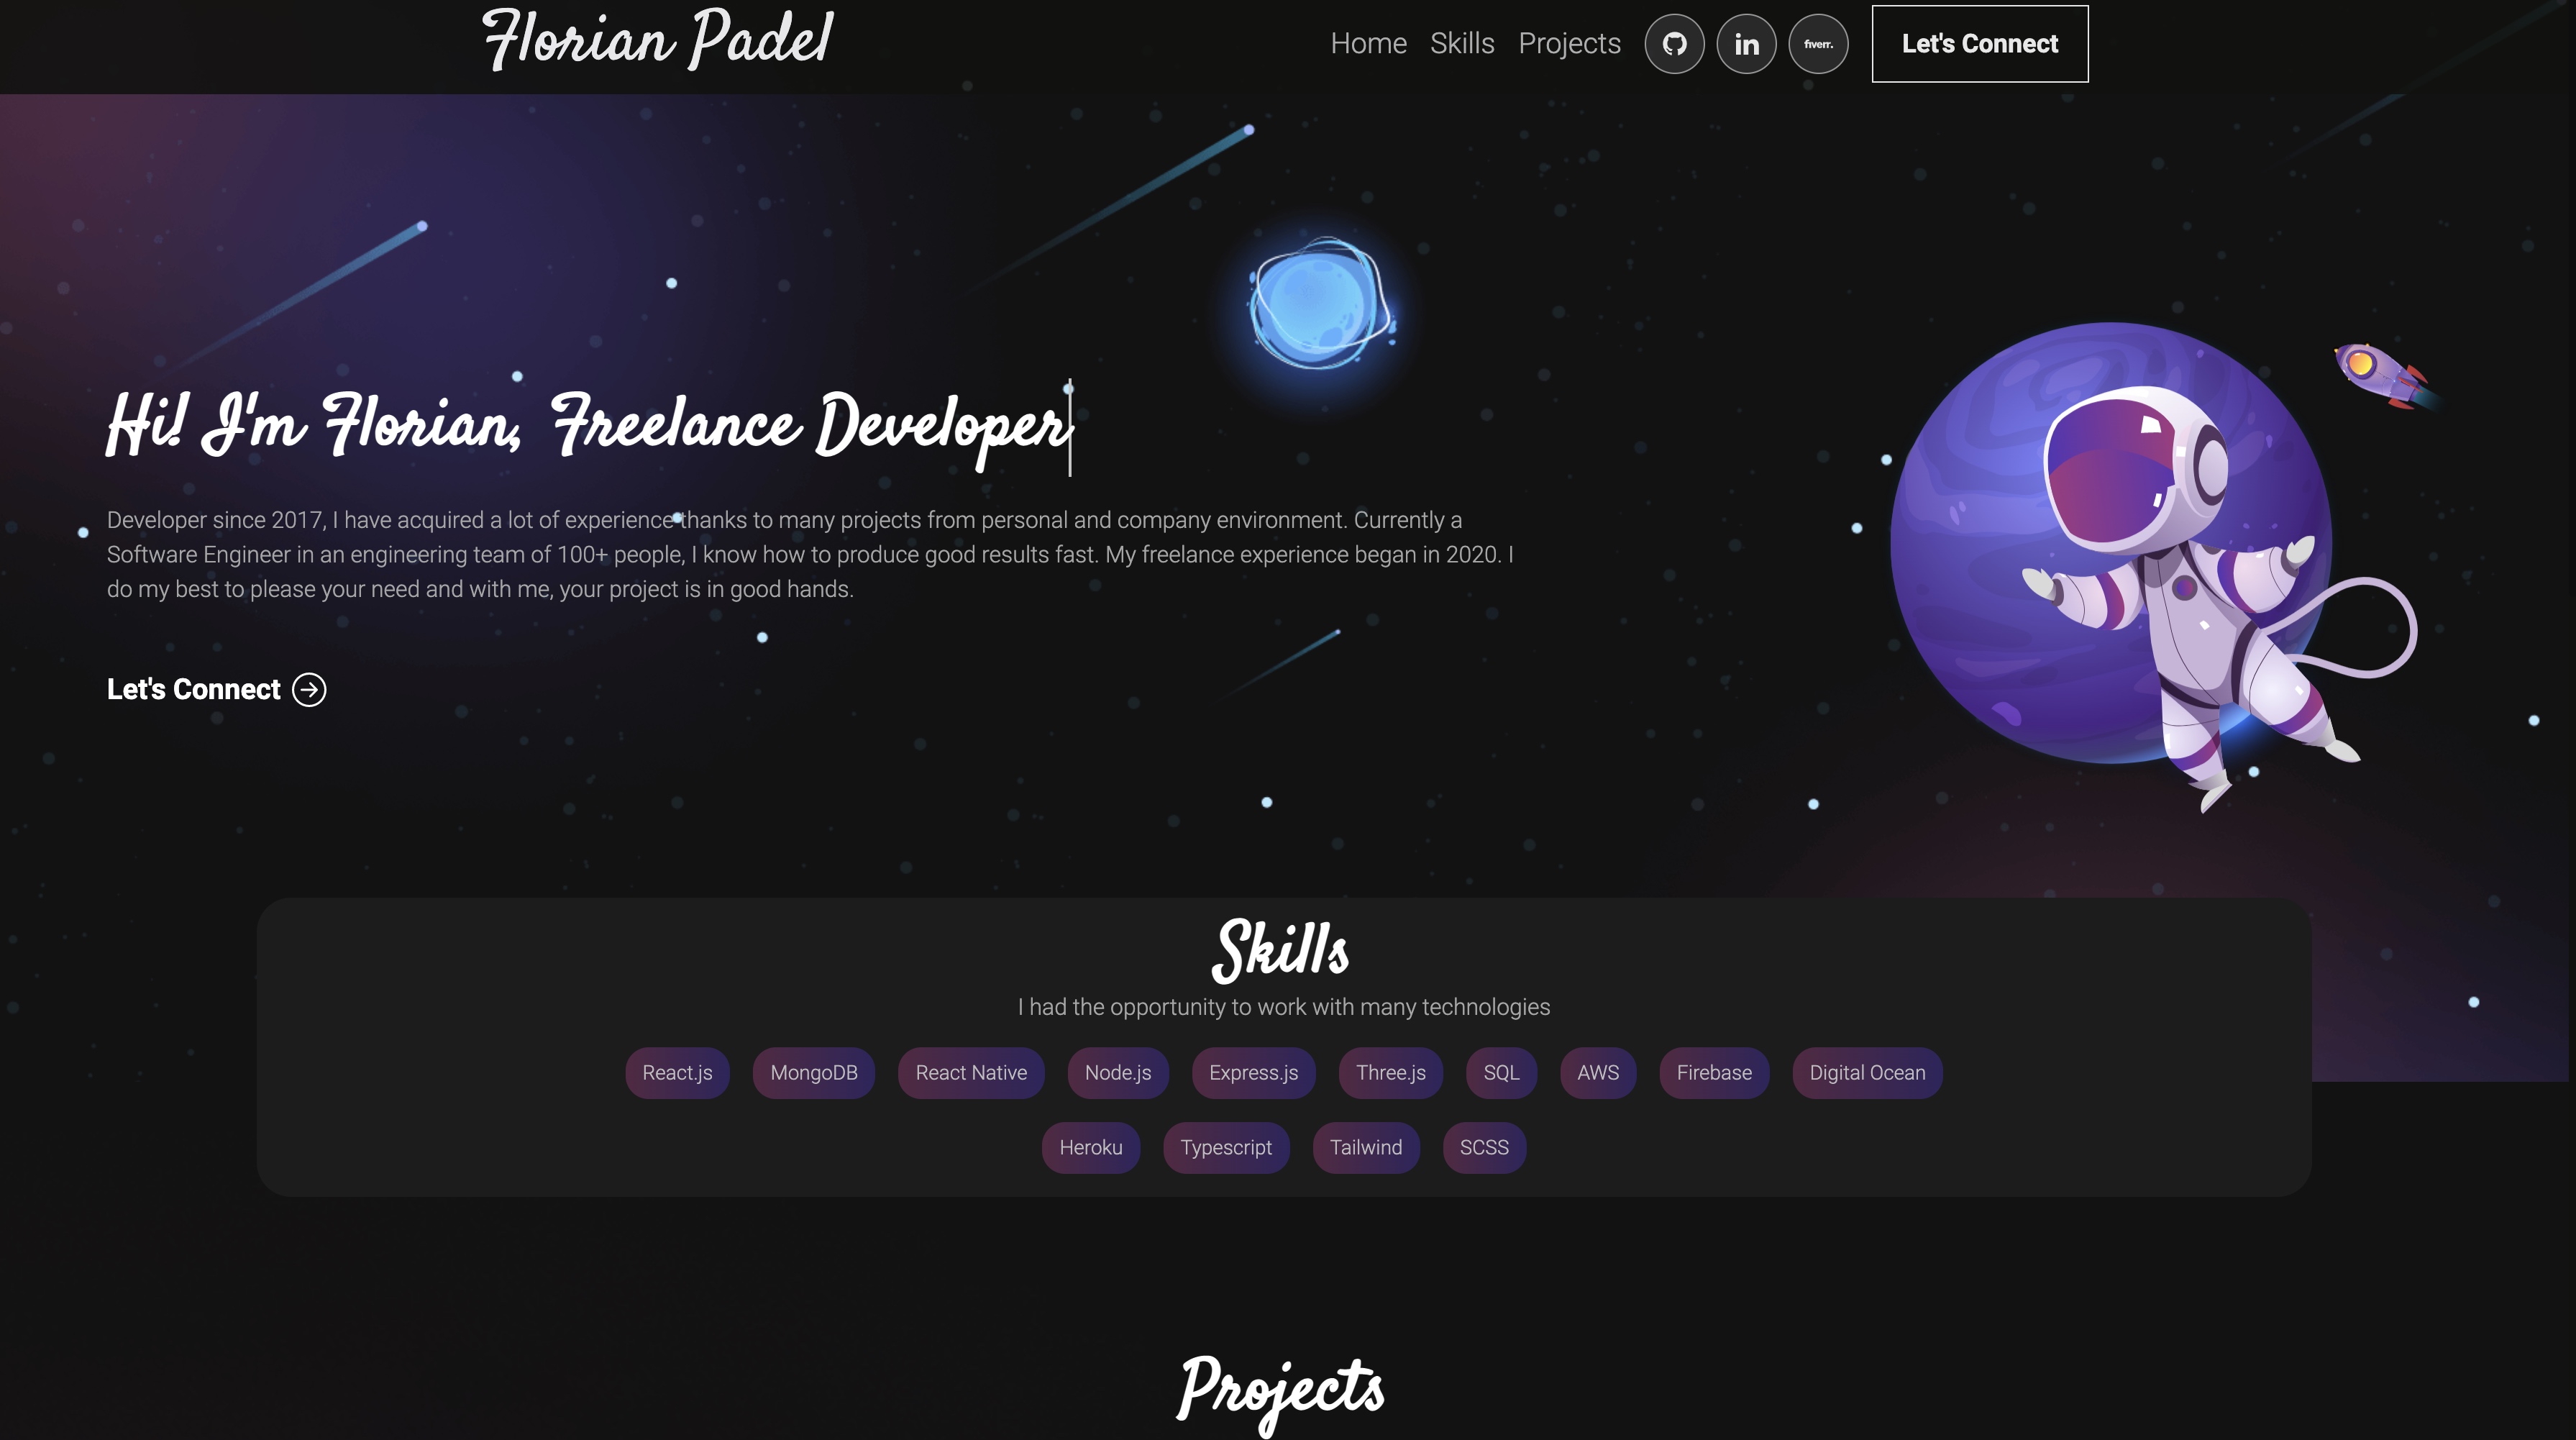 Florian Padel
Home Skills Projects in fiverr. Let's Connect
Hi! I'm Florian, Freelance Developer
Developer since 2017, I have acquired a lot of experience thanks to many projects from personal and company environment. Currently a
Software Engineer in an engineering team of 100+ people, I know how to produce good results fast. My freelance experience began in 2020. I
do my best to please your need and with me, your project is in good hands.
Let's Connect
Skills
I had the opportunity to work with many technologies
React.js MongoDB React Native Node.js Express.js Three.js SQL AWS Firebase Digital Ocean
Heroku Typescript Tailwind SCSS
Projects